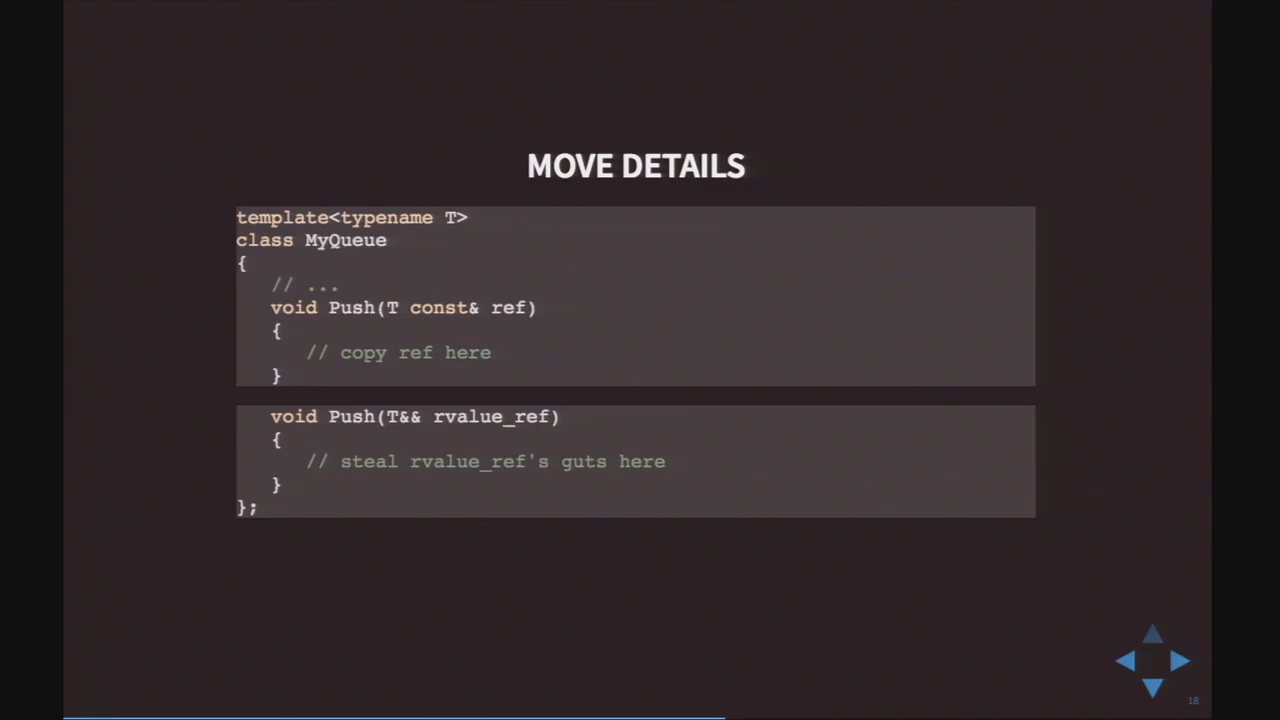 MOVE DETAILS
template<typename T>
class MyQueue
{
// ...
void Push(T const& ref)
{
// copy ref here
}
void Push(T&& rvalue_ref)
{
// steal rvalue_ref's guts here
}
};
18